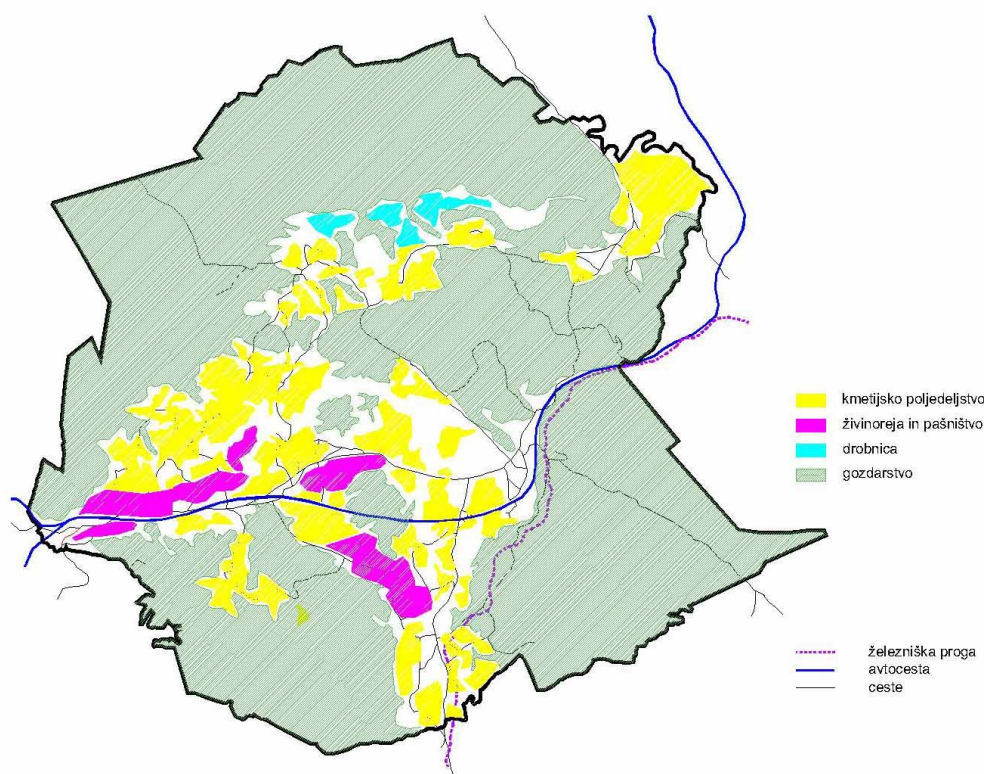 kmetijsko poljedeljstvo
živinoreja in pašništvo
drobnica
gozdarstvo
železniška proga
avtocesta
ceste